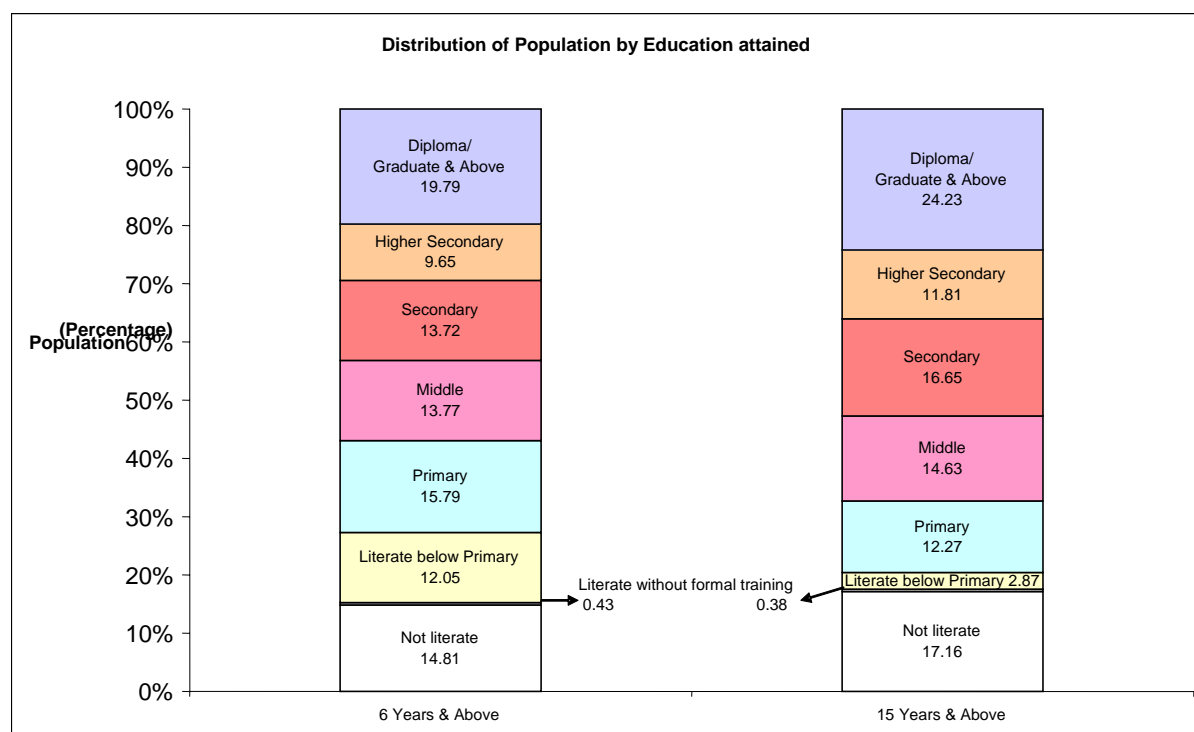 Distribution of Population by Education attained
100%
90%
80%
70%
60%
50%
40%
30%
20%
10%
0%
(Percentage)
Population
Diploma/
Graduate & Above
19.79
Higher Secondary
9.65
Secondary
13.72
Middle
13.77
Primary
15.79
Literate below Primary
12.05
Not literate
14.81
Literate without formal training
0.43
0.38
Diploma/
Graduate & Above
24.23
Higher Secondary
11.81
Secondary
16.65
Middle
14.63
Primary
12.27
Literate below Primary 2.87
Not literate
17.16
6 Years & Above
15 Years & Above